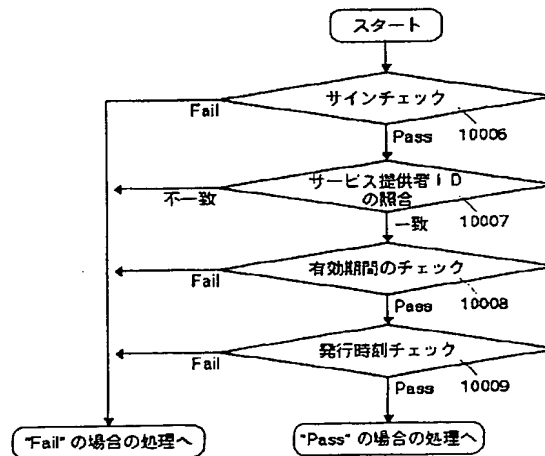 スタート
サインチェック
Fail
Pass
10006
サービス提供者ID
の照合
不一致
一致
10007
有効期間のチェック
Fail
Pass
10008
発行時刻チェック
Fail
Pass
10009
"Fail" の場合の処理へ
"Pass" の場合の処理へ